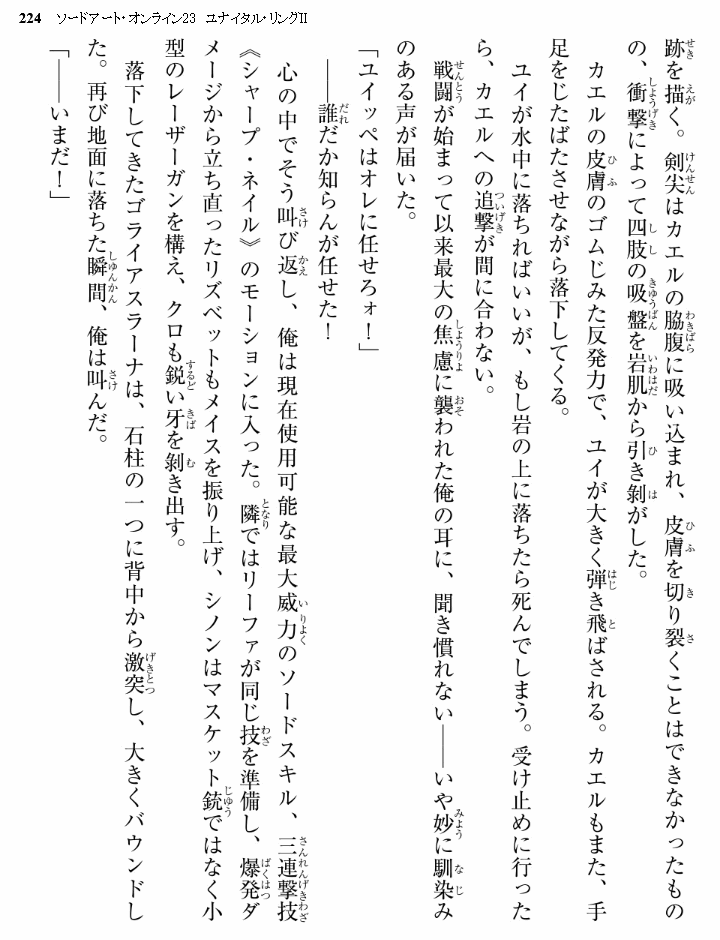 224 ソードアート・オンライン23 ユナイタル・リングⅡ
跡を描く。剣尖はカエルの脇腹に吸い込まれ、皮膚を切り裂くことはできなかったもの
の、衝撃によって四肢の吸盤を岩肌から引き剝がした。
カエルの皮膚のゴムじみた反発力で、ユイが大きく弾き飛ばされる。カエルもまた、手
足をじたばたさせながら落下してくる。
ユイが水中に落ちればいいが、もし岩の上に落ちたら死んでしまう。受け止めに行った
ら、カエルへの追撃が間に合わない。
戦闘が始まって以来最大の焦慮に襲われた俺の耳に、聞き慣れない――いや妙に馴染み
のある声が届いた。
「ユイッペはオレに任せろォ！」
――誰だか知らんが任せた！
心の中でそう叫び返し、俺は現在使用可能な最大威力のソードスキル、三連撃技
《シャープ・ネイル》のモーションに入った。隣ではリーファが同じ技を準備し、爆発ダ
メージから立ち直ったリズベットもメイスを振り上げ、シノンはマスケット銃ではなく小
型のレーザーガンを構え、クロも鋭い牙を剝き出す。
落下してきたゴライアスラーナは、石柱の一つに背中から激突し、大きくバウンドし
た。再び地面に落ちた瞬間、俺は叫んだ。
「――いまだ！」